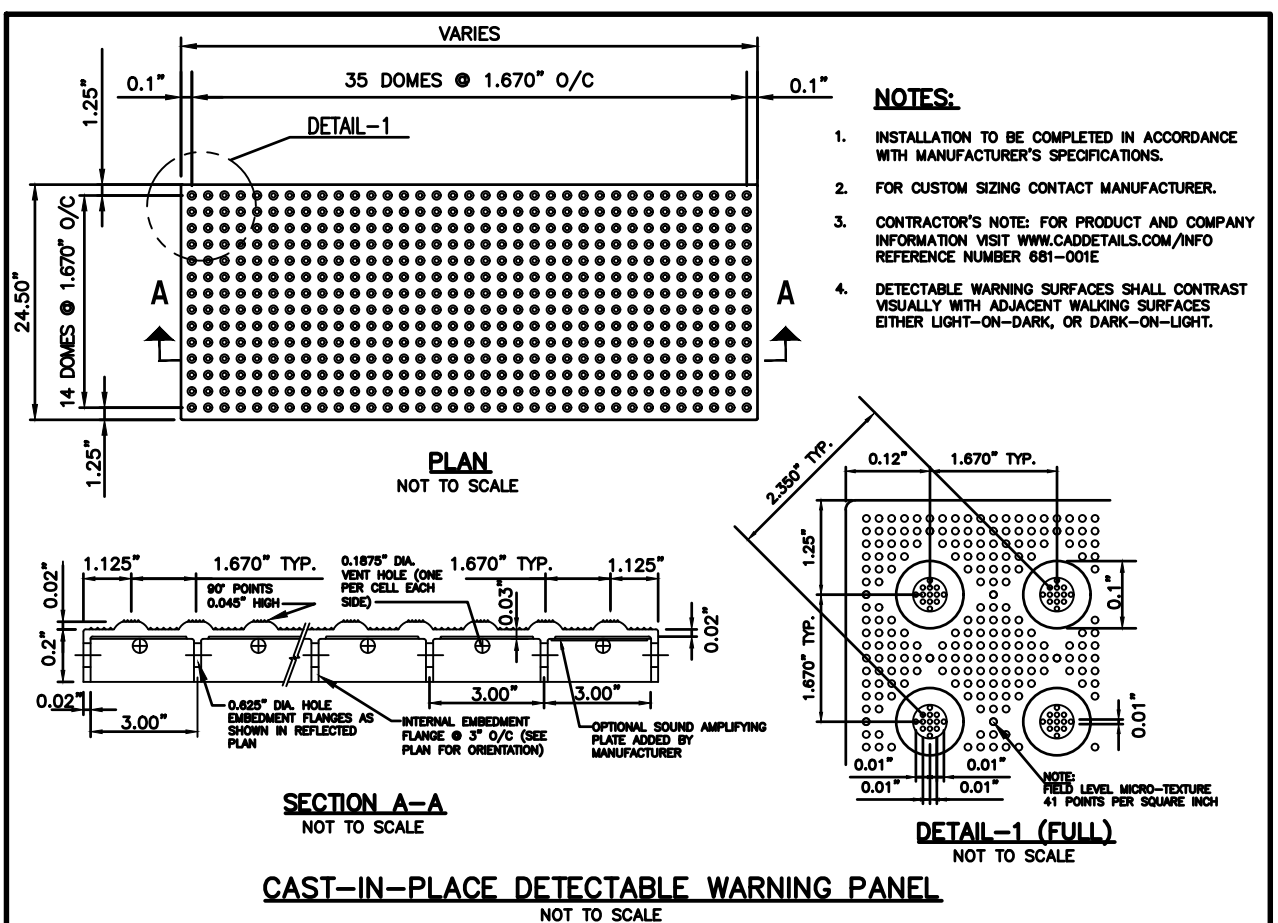 VARIES
35 DOMES @ 1.670" O/C
0.1"
0.1"
1.25"
DETAIL-1
24.50"
14 DOMES @ 1.670" O/C
A
A
1.25"
PLAN
NOT TO SCALE
NOTES:
1. INSTALLATION TO BE COMPLETED IN ACCORDANCE
WITH MANUFACTURER'S SPECIFICATIONS.
2. FOR CUSTOM SIZING CONTACT MANUFACTURER.
3. CONTRACTOR'S NOTE: FOR PRODUCT AND COMPANY
INFORMATION VISIT WWW.CADDETAILS.COM/INFO
REFERENCE NUMBER 681-001E
4. DETECTABLE WARNING SURFACES SHALL CONTRAST
VISUALLY WITH ADJACENT WALKING SURFACES
EITHER LIGHT-ON-DARK, OR DARK-ON-LIGHT.
1.125"
1.670" TYP.
0.1875" DIA.
VENT HOLE (ONE
PER CELL EACH
SIDE)
1.670" TYP.
1.125"
90° POINTS
0.045" HIGH
0.02"
0.2"
0.02"
0.03"
0.02"
3.00"
3.00"
3.00"
0.625" DIA. HOLE
EMBEDMENT FLANGES AS
SHOWN IN REFLECTED
PLAN
INTERNAL EMBEDMENT
FLANGE @ 3" O/C (SEE
PLAN FOR ORIENTATION)
OPTIONAL SOUND AMPLIFYING
PLATE ADDED BY
MANUFACTURER
SECTION A-A
NOT TO SCALE
2.350" TYP.
0.12"
1.670" TYP.
1.25"
1.670" TYP.
0.1"
0.01"
0.01"
0.01"
0.01"
0.01"
NOTE:
FIELD LEVEL MICRO-TEXTURE
41 POINTS PER SQUARE INCH
DETAIL-1 (FULL)
NOT TO SCALE
CAST-IN-PLACE DETECTABLE WARNING PANEL
NOT TO SCALE